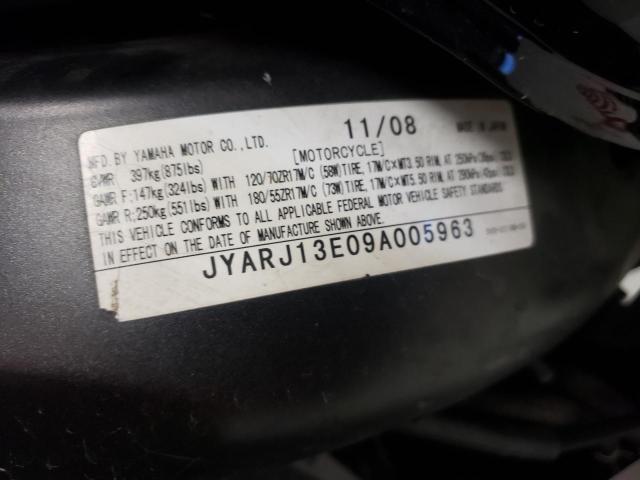 MFD. BY YAMAHA MOTOR CO., LTD. 11/08 MADE IN JAPAN
GVWR 397kg(875lbs) [MOTORCYCLE]
GAWR F:147kg(324lbs) WITH 120/70ZR17M/C (58W)TIRE, 17M/C×MT3.50 RIM, AT 250kPa(36psi) COLD
GAWR R:250kg(551lbs) WITH 180/55ZR17M/C (73W)TIRE, 17M/C×MT5.50 RIM, AT 290kPa(42psi) COLD
THIS VEHICLE CONFORMS TO ALL APPLICABLE FEDERAL MOTOR VEHICLE SAFETY STANDARDS
IN EFFECT ON THE DATE OF MANUFACTURE SHOWN ABOVE.
JYARJ13E09A005963